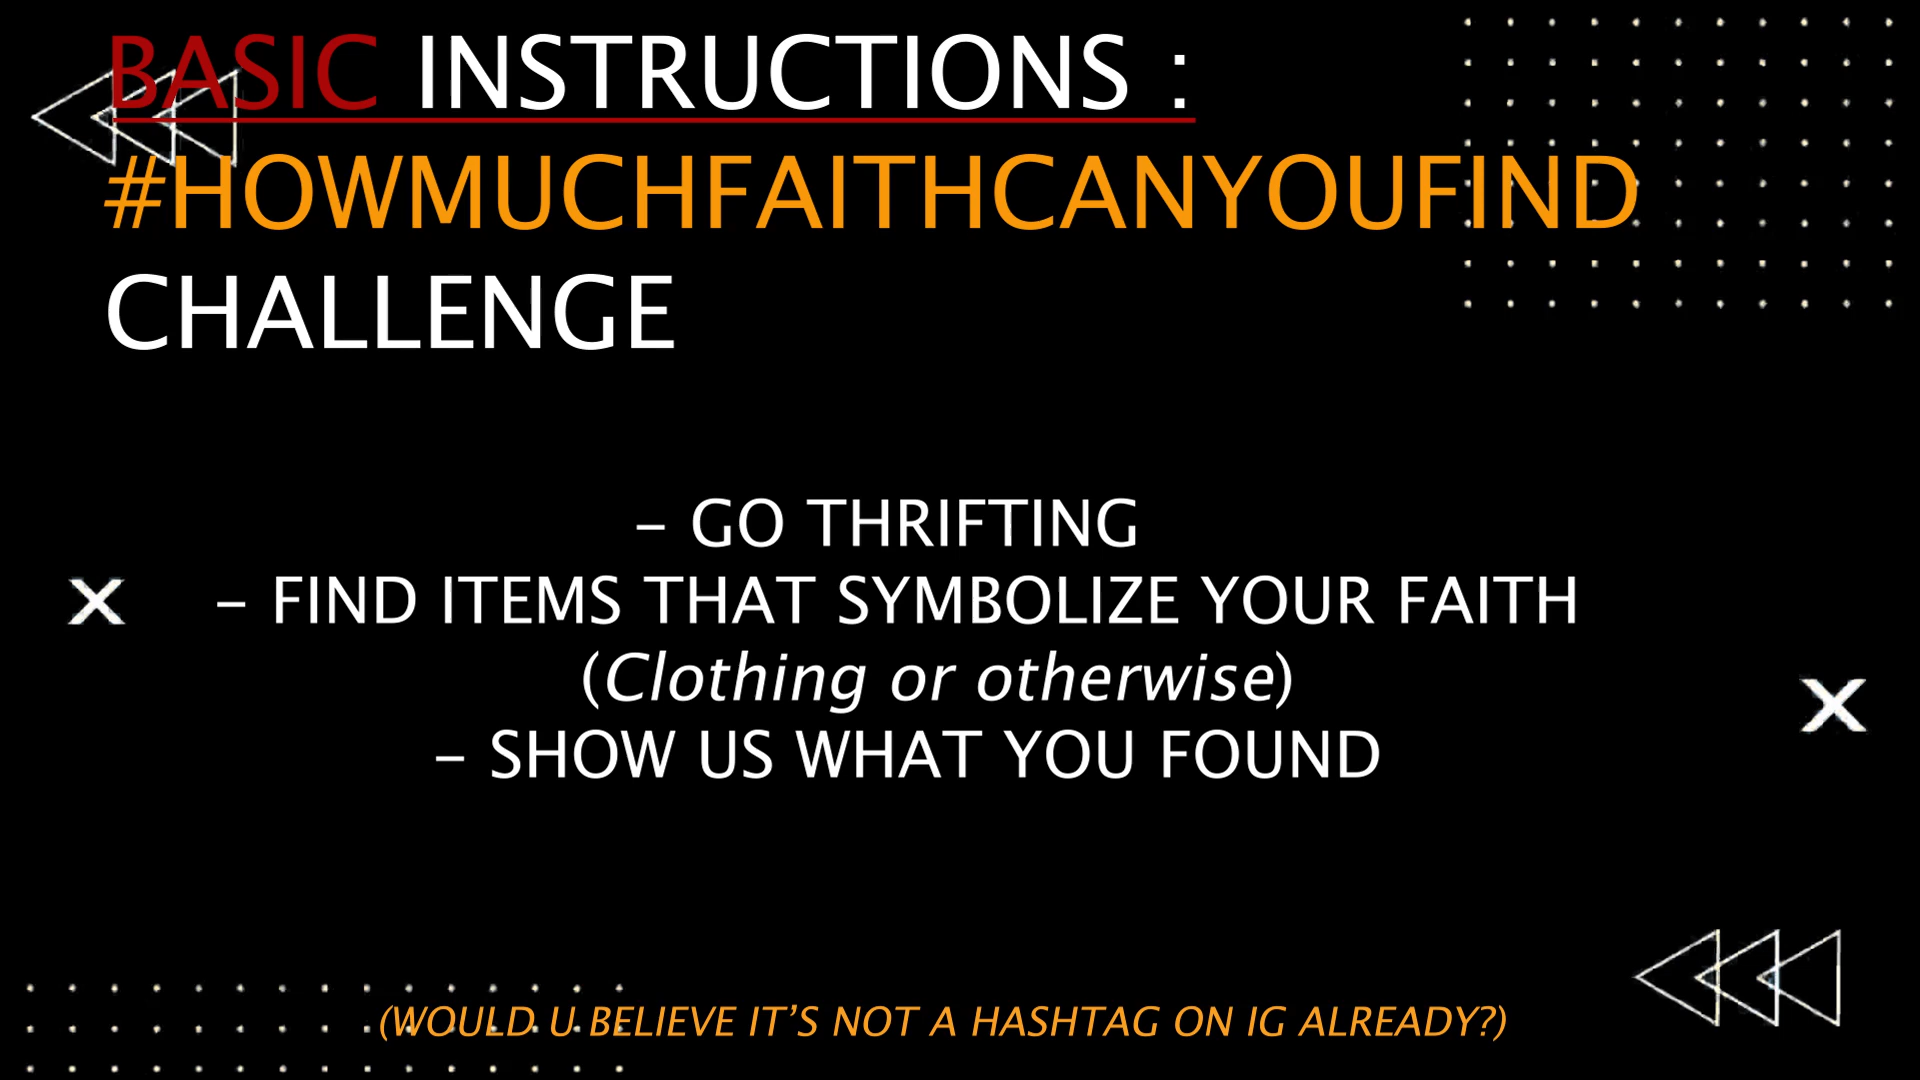 BASIC INSTRUCTIONS :
#HOWMUCHFAITHCANYOUFIND
CHALLENGE
– GO THRIFTING
– FIND ITEMS THAT SYMBOLIZE YOUR FAITH
(Clothing or otherwise)
– SHOW US WHAT YOU FOUND
(WOULD U BELIEVE IT’S NOT A HASHTAG ON IG ALREADY?)